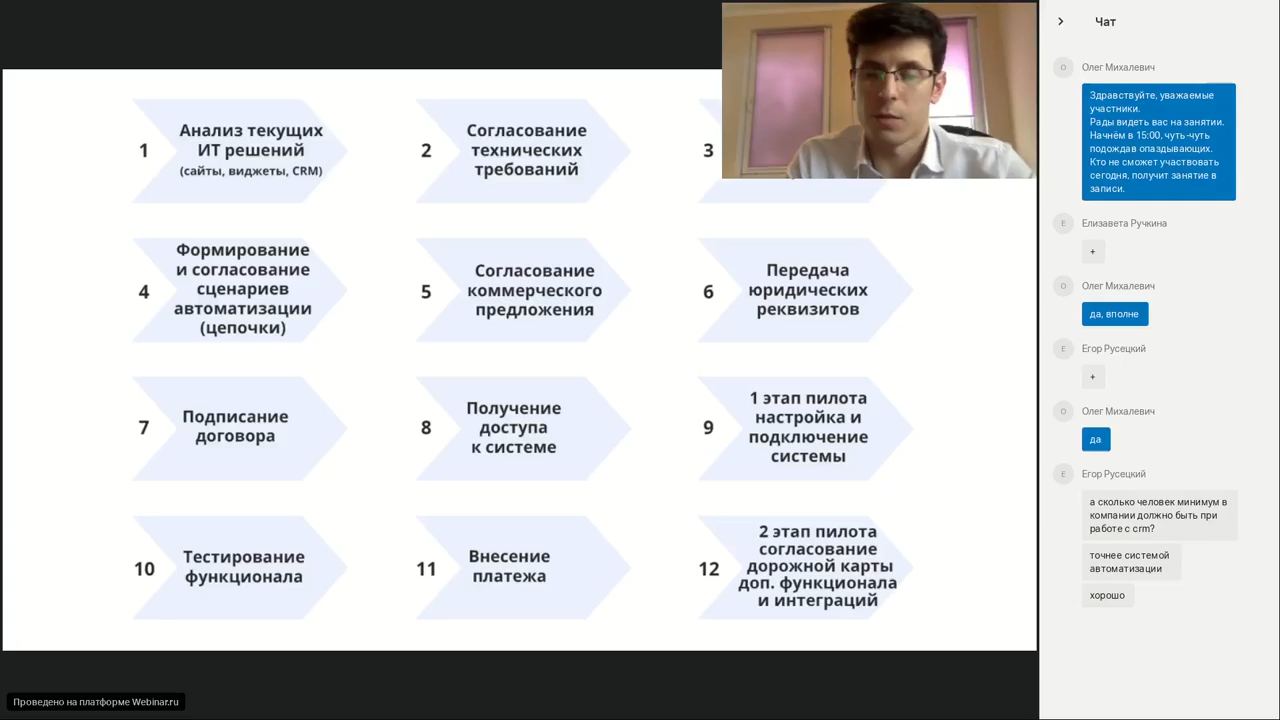 1
Анализ текущих
ИТ решений
(сайты, виджеты, CRM)
2
Согласование
технических
требований
3
4
Формирование
и согласование
сценариев
автоматизации
(цепочки)
5
Согласование
коммерческого
предложения
6
Передача
юридических
реквизитов
7
Подписание
договора
8
Получение
доступа
к системе
9
1 этап пилота
настройка и
подключение
системы
10
Тестирование
функционала
11
Внесение
платежа
12
2 этап пилота
согласование
дорожной карты
доп. функционала
и интеграций
Проведено на платформе Webinar.ru
Чат
О
Олег Михалевич
Здравствуйте, уважаемые
участники.
Рады видеть вас на занятии.
Начнём в 15:00, чуть-чуть
подождав опаздывающих.
Кто не сможет участвовать
сегодня, получит занятие в
записи.
Е
Елизавета Ручкина
+
О
Олег Михалевич
да, вполне
Е
Егор Русецкий
+
О
Олег Михалевич
да
Е
Егор Русецкий
а сколько человек минимум в
компании должно быть при
работе с crm?
точнее системой
автоматизации
хорошо